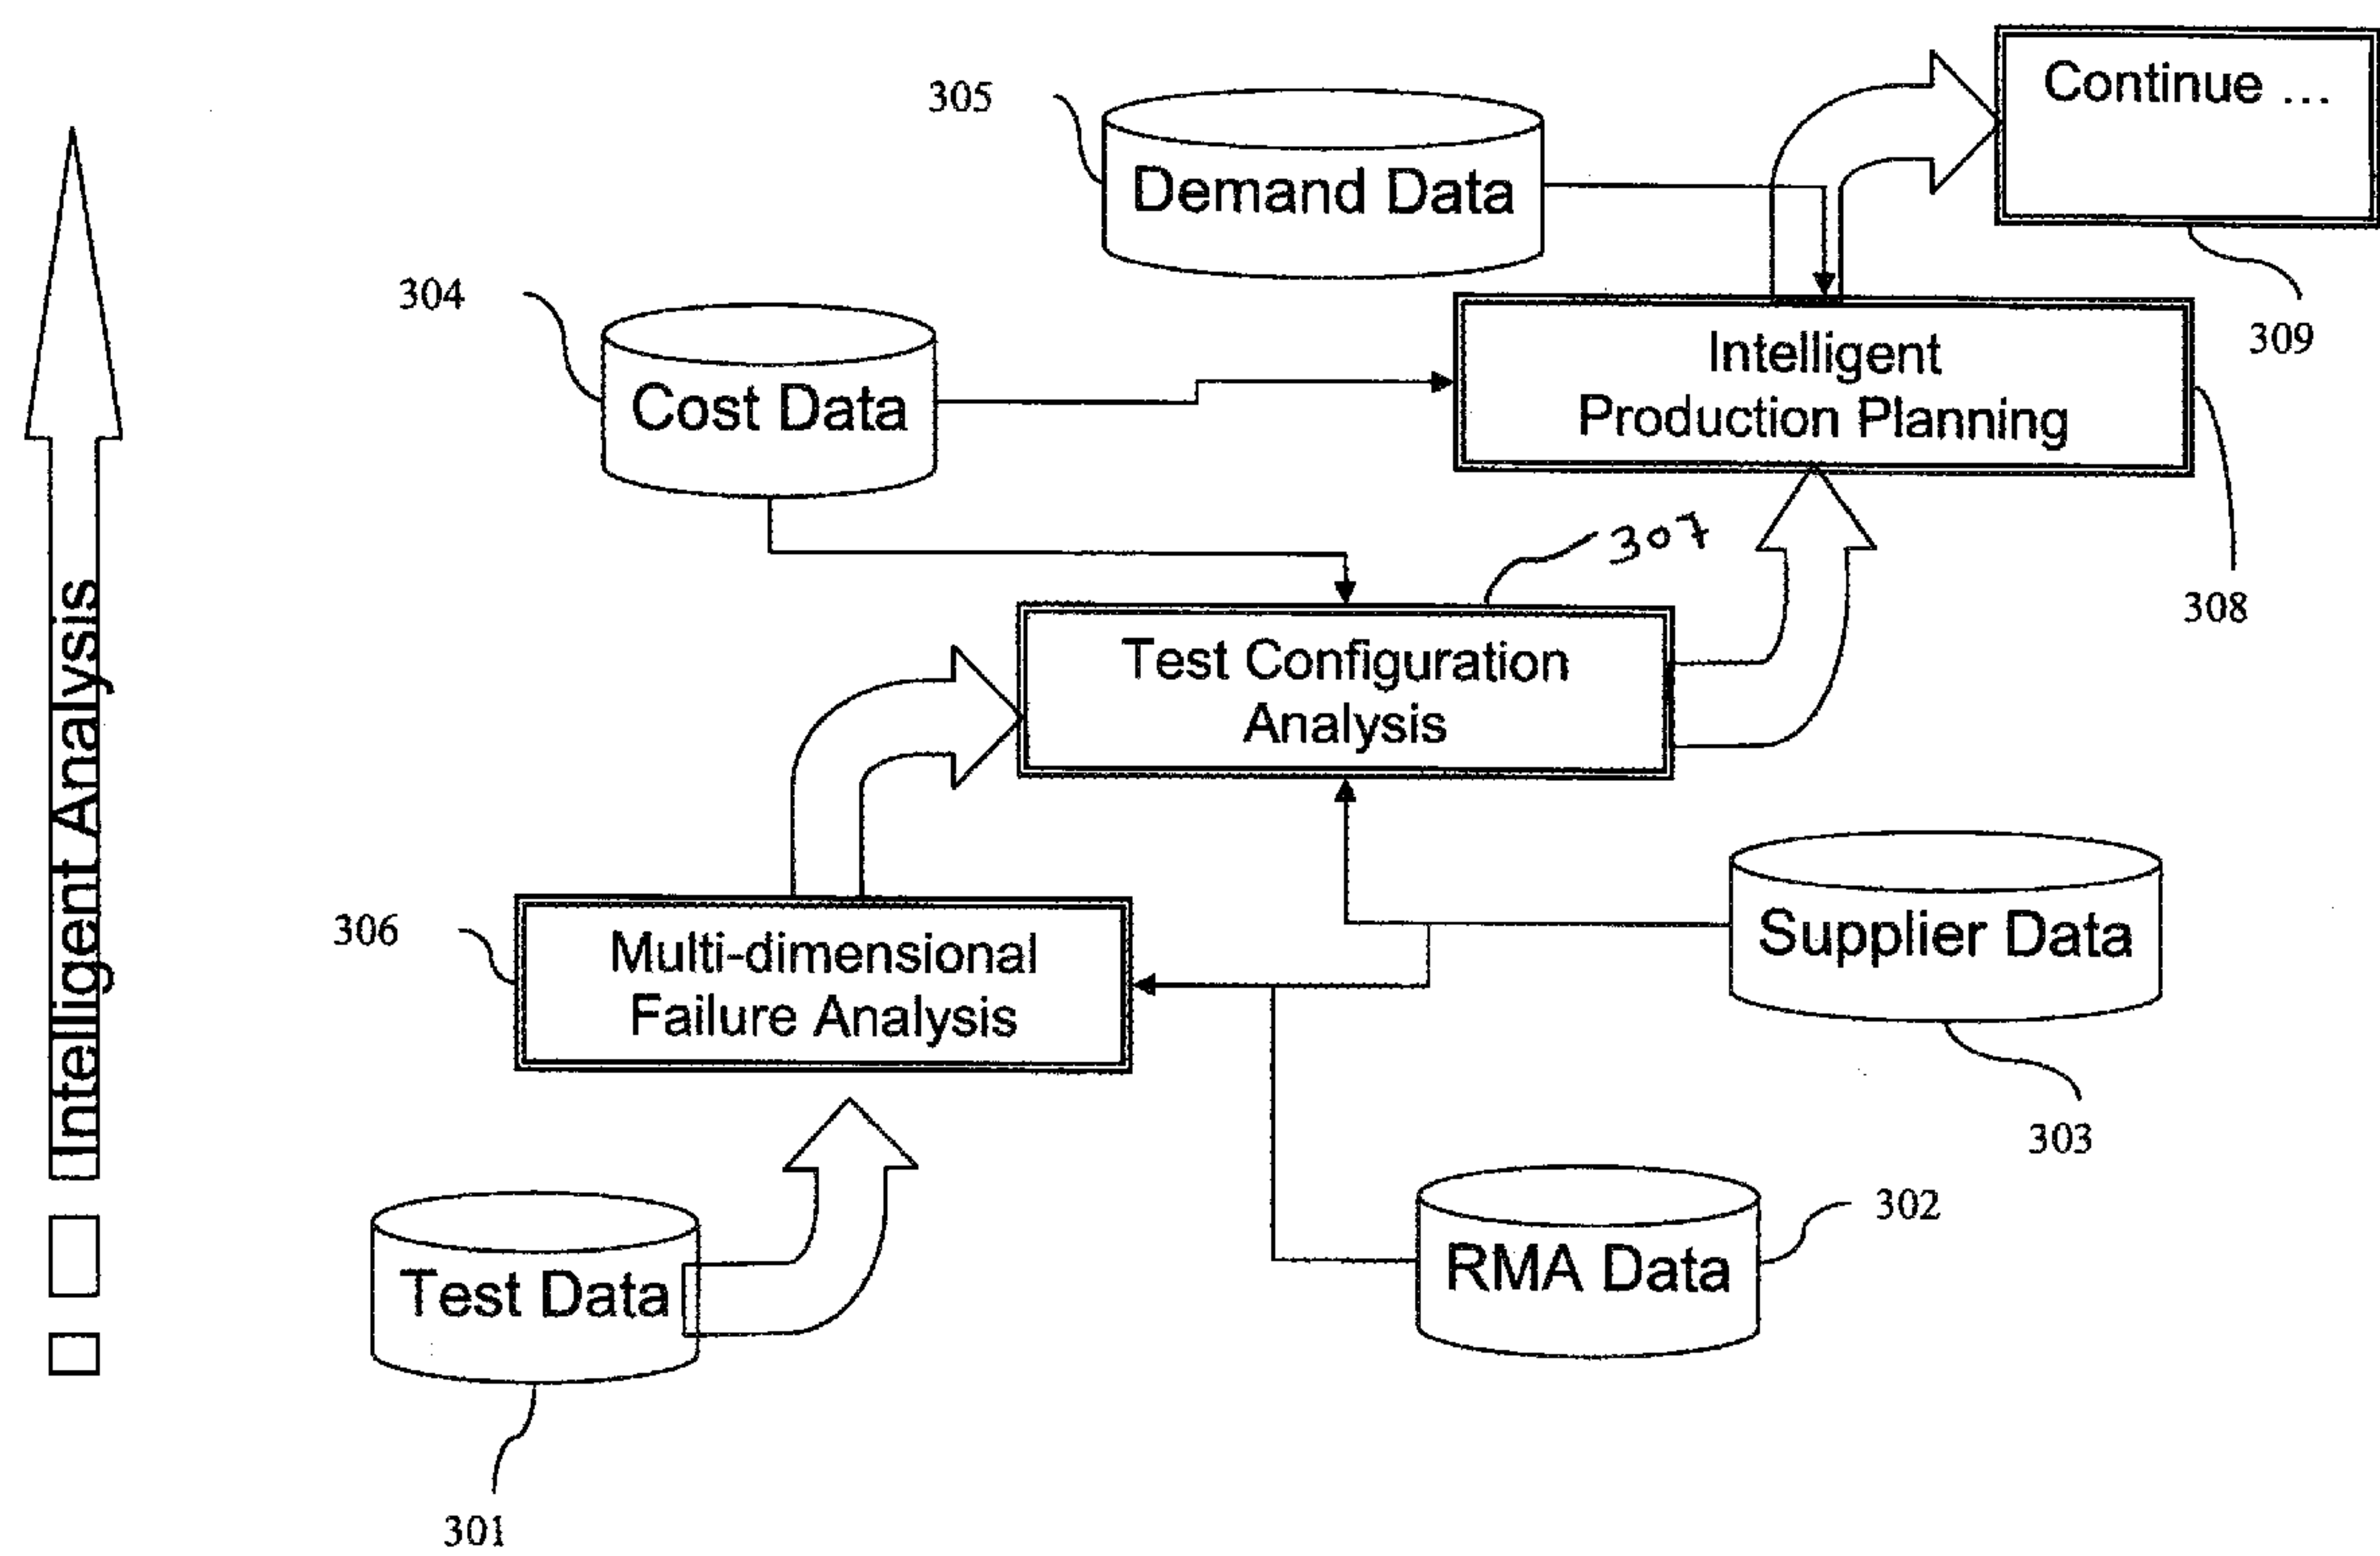 Continue ...
305
Demand Data
304
309
Intelligent
Production Planning
Cost Data
307
308
Test Configuration
Analysis
Intelligent Analysis
306
Multi-dimensional
Failure Analysis
Supplier Data
303
302
RMA Data
Test Data
301